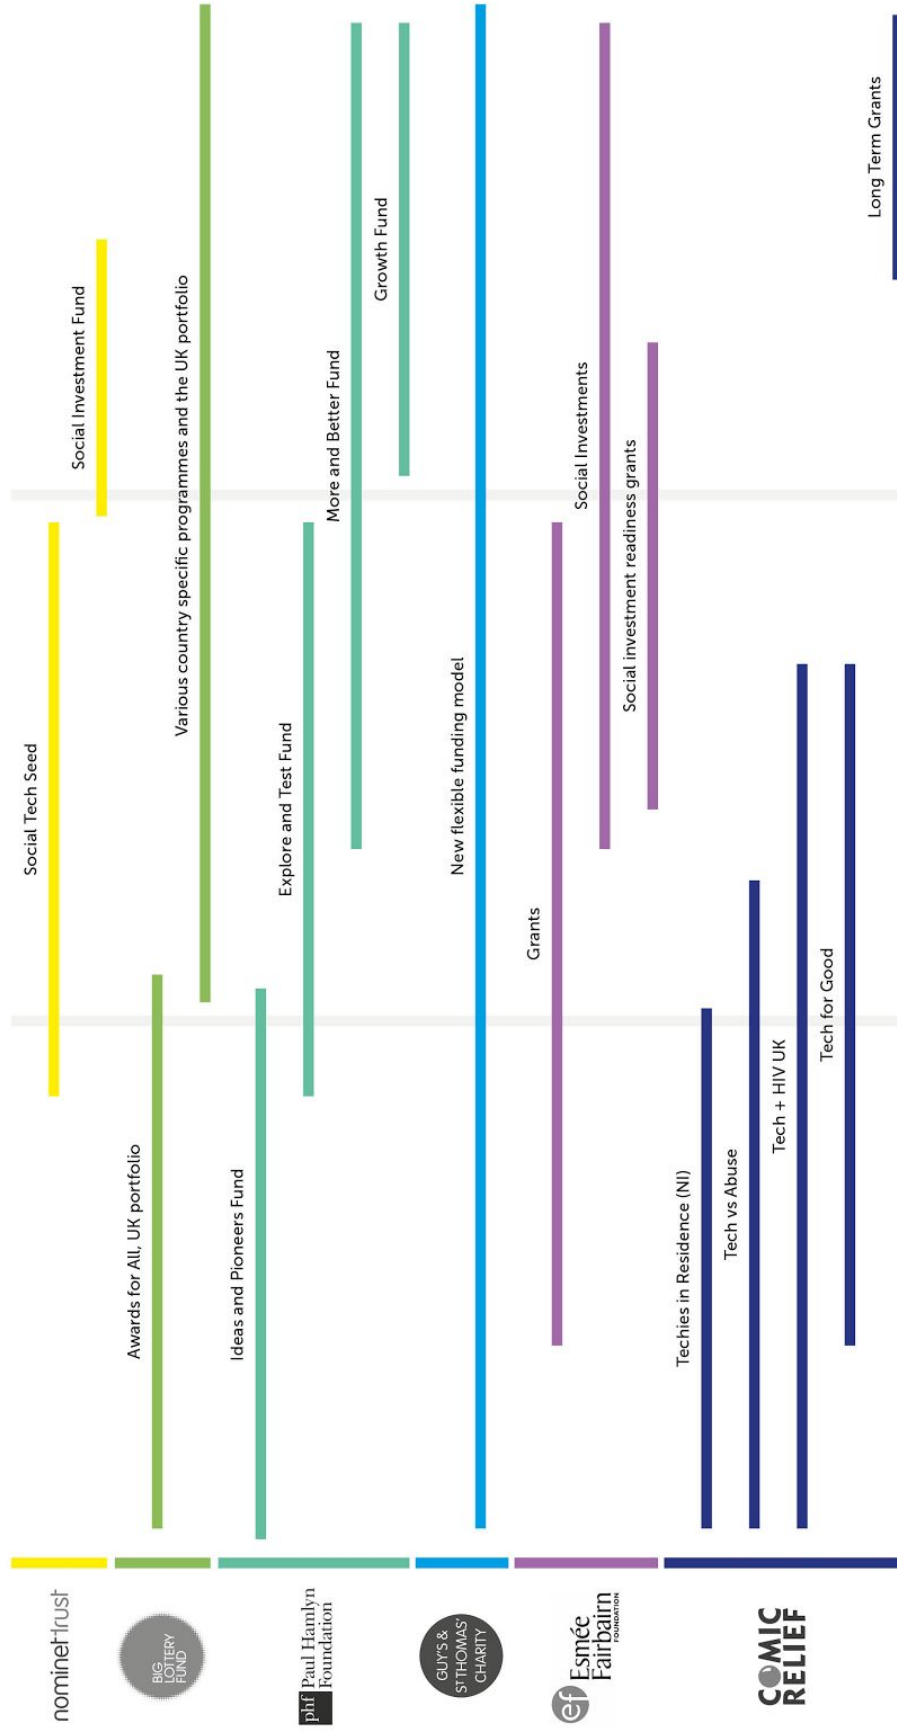 nominettrust
Social Tech Seed
Social Investment Fund
BIG
LOTTERY
FUND
Awards for All, UK portfolio
Various country specific programmes and the UK portfolio
phf Paul Hamlyn
Foundation
Ideas and Pioneers Fund
Explore and Test Fund
More and Better Fund
Growth Fund
GUY'S &
ST THOMAS'
CHARITY
New flexible funding model
ef Esmée
Fairbairn
FOUNDATION
Grants
Social Investments
Social investment readiness grants
COMIC
RELIEF
Techies in Residence (NI)
Tech vs Abuse
Tech + HIV UK
Tech for Good
Long Term Grants